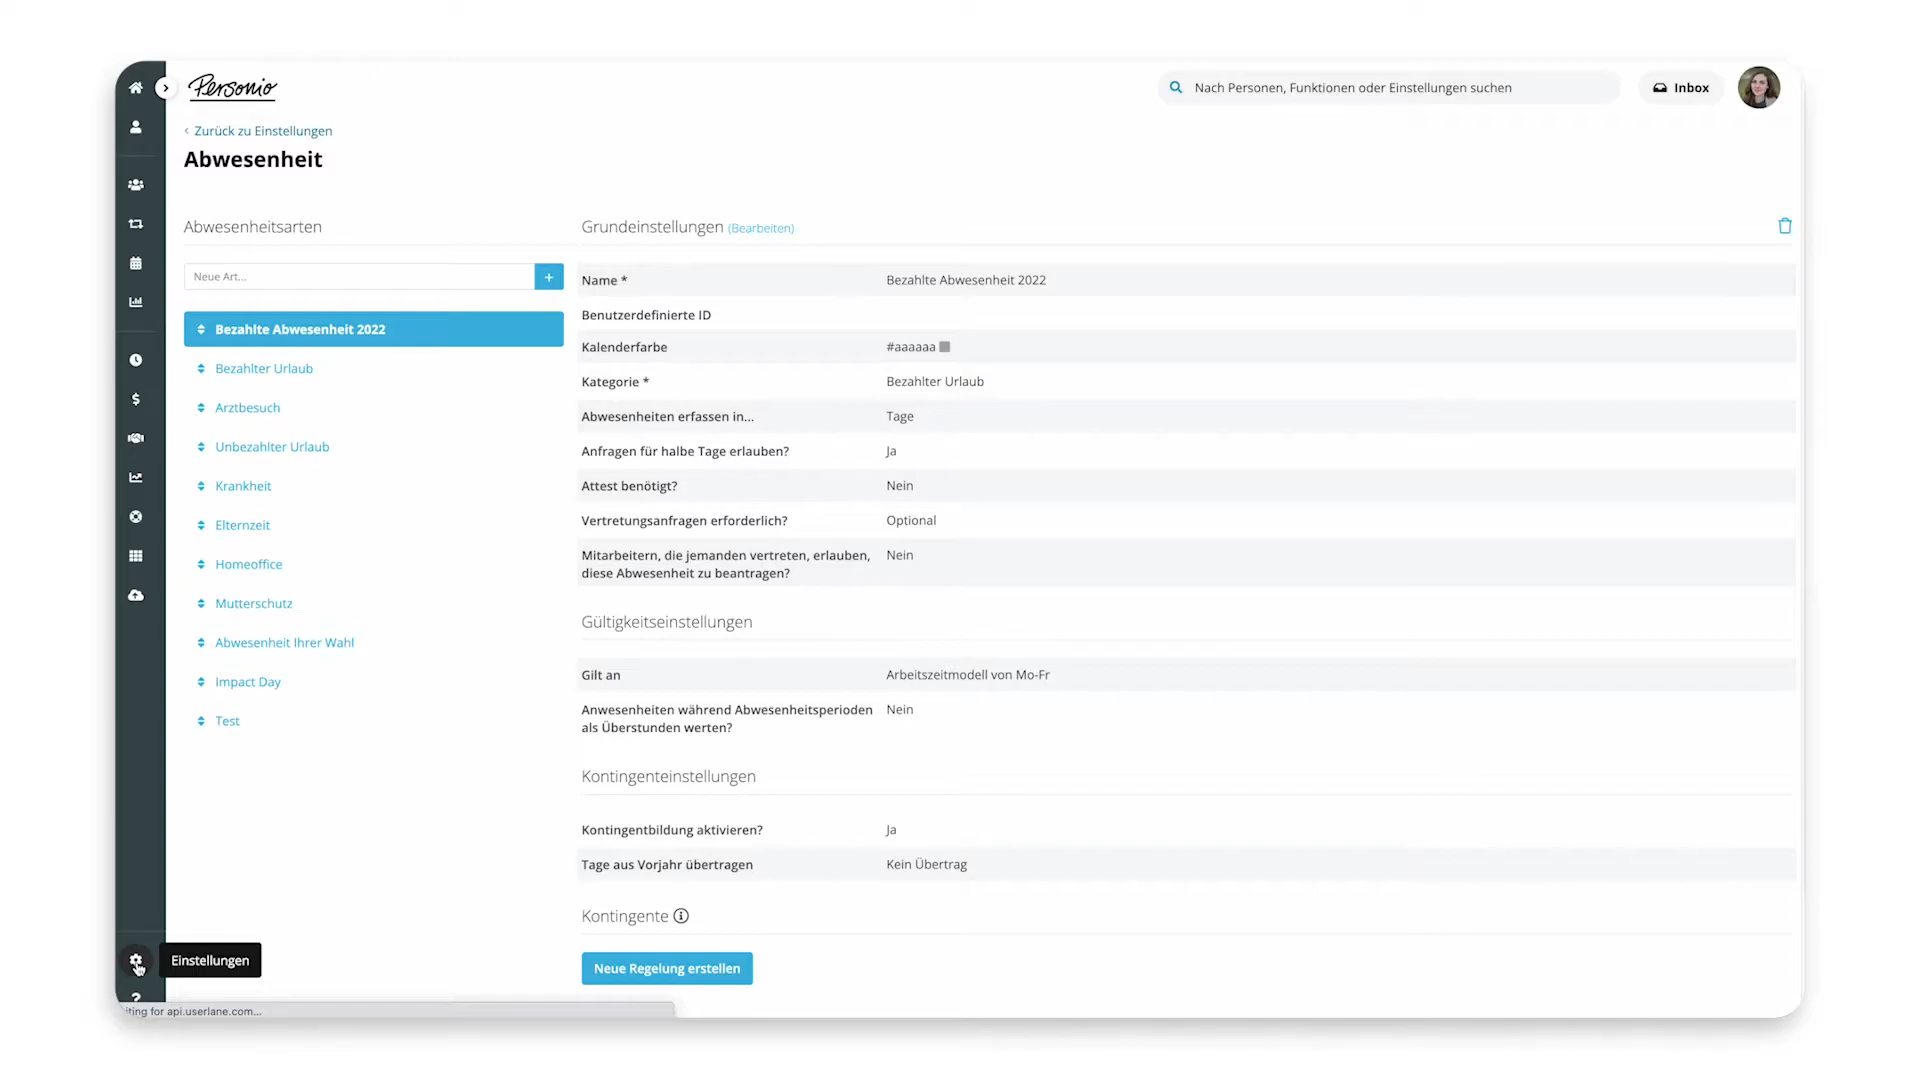 Personio
Nach Personen, Funktionen oder Einstellungen suchen
Inbox
‹ Zurück zu Einstellungen
Abwesenheit
Abwesenheitsarten
Neue Art...
+
Bezahlte Abwesenheit 2022
Bezahlter Urlaub
Arztbesuch
Unbezahlter Urlaub
Krankheit
Elternzeit
Homeoffice
Mutterschutz
Abwesenheit Ihrer Wahl
Impact Day
Test
Grundeinstellungen (Bearbeiten)
Name * Bezahlte Abwesenheit 2022
Benutzerdefinierte ID
Kalenderfarbe #aaaaaa
Kategorie * Bezahlter Urlaub
Abwesenheiten erfassen in... Tage
Anfragen für halbe Tage erlauben? Ja
Attest benötigt? Nein
Vertretungsanfragen erforderlich? Optional
Mitarbeitern, die jemanden vertreten, erlauben, Nein
diese Abwesenheit zu beantragen?
Gültigkeitseinstellungen
Gilt an Arbeitszeitmodell von Mo-Fr
Anwesenheiten während Abwesenheitsperioden Nein
als Überstunden werten?
Kontingenteinstellungen
Kontingentbildung aktivieren? Ja
Tage aus Vorjahr übertragen Kein Übertrag
Kontingente
Neue Regelung erstellen
Einstellungen
?
iting for api.userlane.com...